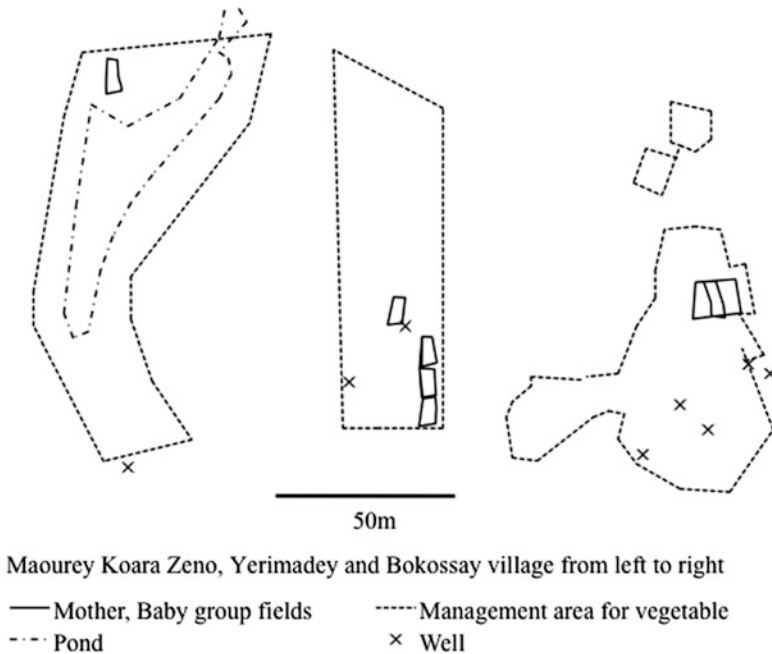 50m
Maourey Koara Zeno, Yerimadey and Bokossay village from left to right
Mother, Baby group fields
Management area for vegetable
Pond
Well